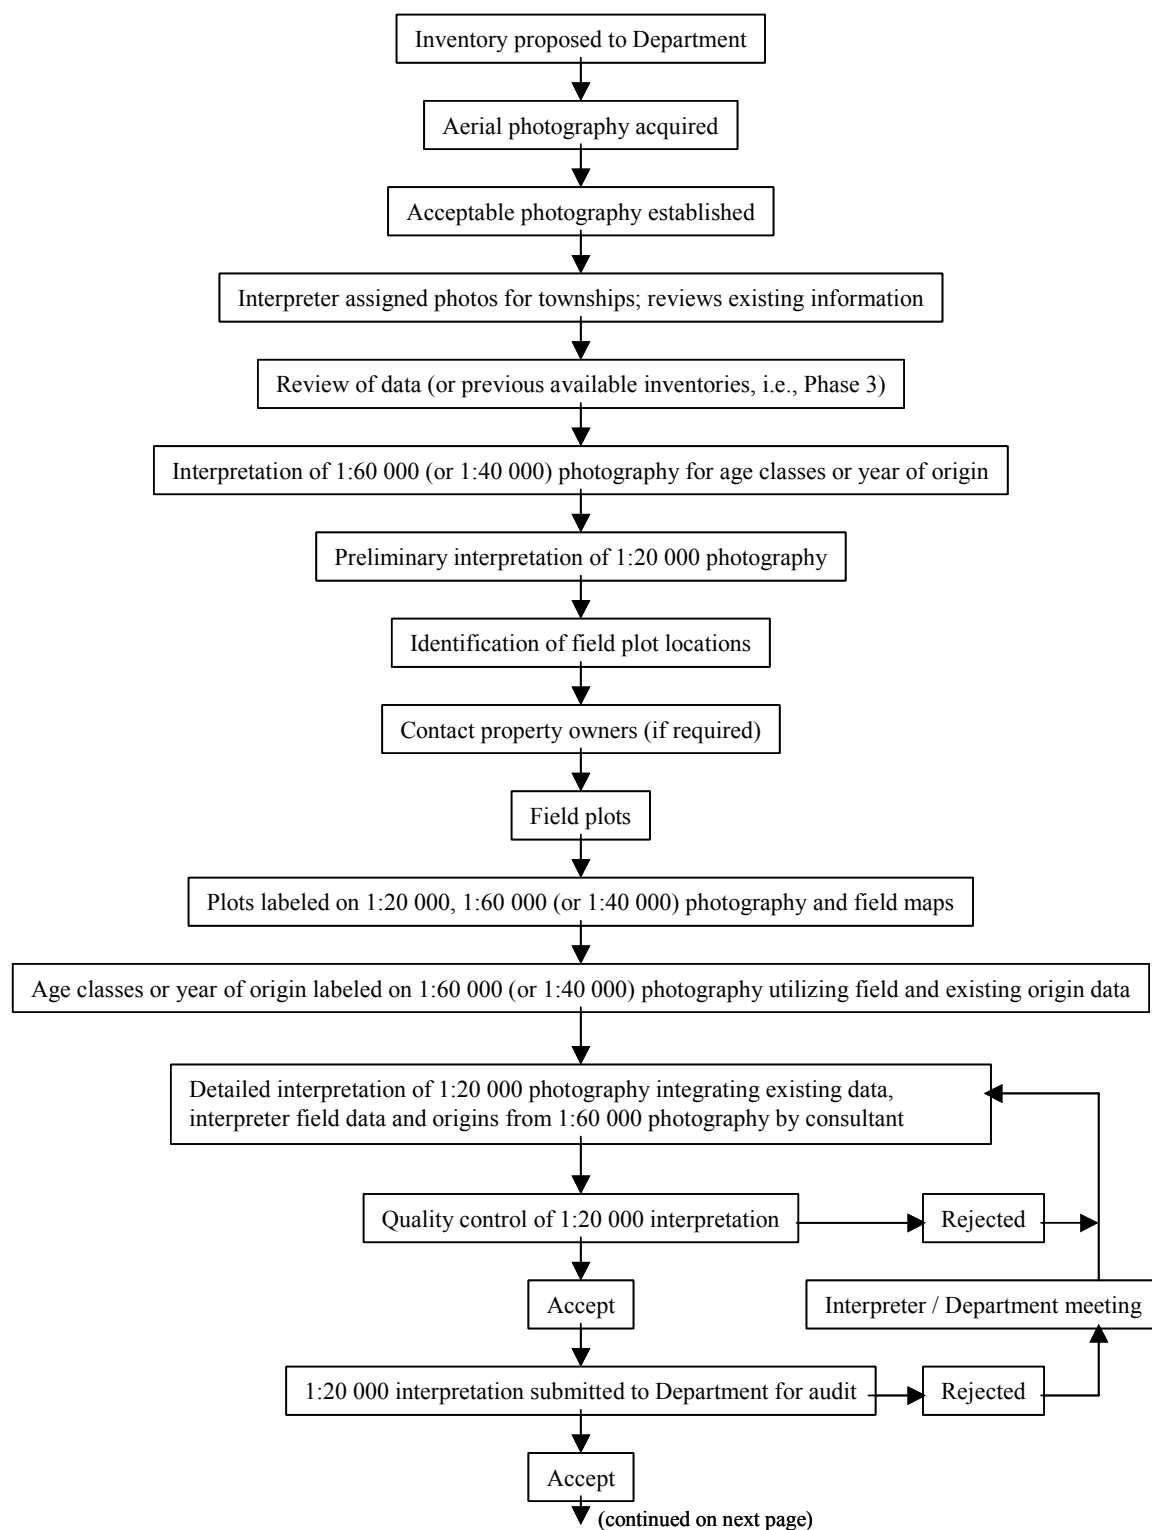 Inventory proposed to Department
Aerial photography acquired
Acceptable photography established
Interpreter assigned photos for townships; reviews existing information
Review of data (or previous available inventories, i.e., Phase 3)
Interpretation of 1:60 000 (or 1:40 000) photography for age classes or year of origin
Preliminary interpretation of 1:20 000 photography
Identification of field plot locations
Contact property owners (if required)
Field plots
Plots labeled on 1:20 000, 1:60 000 (or 1:40 000) photography and field maps
Age classes or year of origin labeled on 1:60 000 (or 1:40 000) photography utilizing field and existing origin data
Detailed interpretation of 1:20 000 photography integrating existing data,
interpreter field data and origins from 1:60 000 photography by consultant
Quality control of 1:20 000 interpretation
Rejected
Accept
Interpreter / Department meeting
1:20 000 interpretation submitted to Department for audit
Rejected
Accept
(continued on next page)